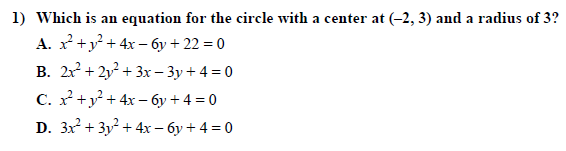 1) Which is an equation for the circle with a center at (–2, 3) and a radius of 3?
A. x² + y² + 4x – 6y + 22 = 0
B. 2x² + 2y² + 3x – 3y + 4 = 0
C. x² + y² + 4x – 6y + 4 = 0
D. 3x² + 3y² + 4x – 6y + 4 = 0